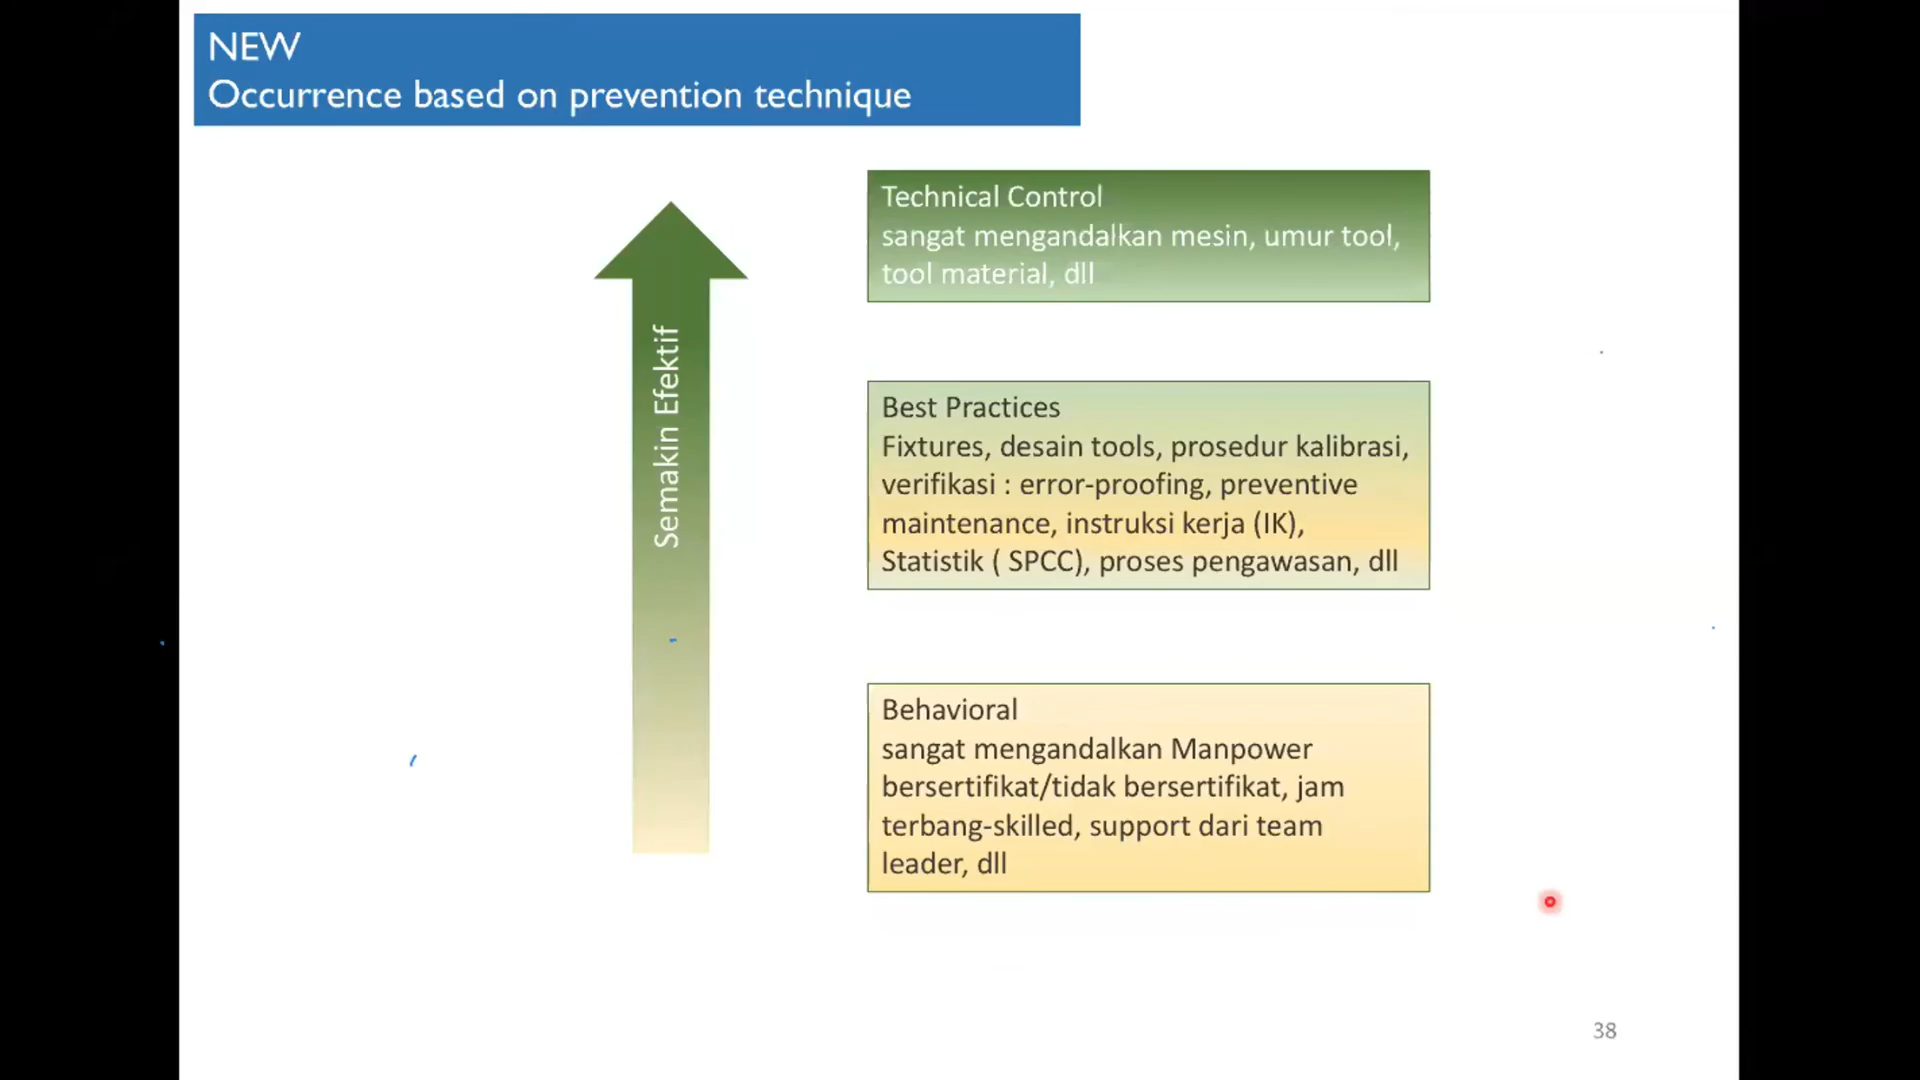 NEW
Occurrence based on prevention technique
Semakin Efektif
Technical Control
sangat mengandalkan mesin, umur tool,
tool material, dll
Best Practices
Fixtures, desain tools, prosedur kalibrasi,
verifikasi : error-proofing, preventive
maintenance, instruksi kerja (IK),
Statistik ( SPCC), proses pengawasan, dll
Behavioral
sangat mengandalkan Manpower
bersertifikat/tidak bersertifikat, jam
terbang-skilled, support dari team
leader, dll
38